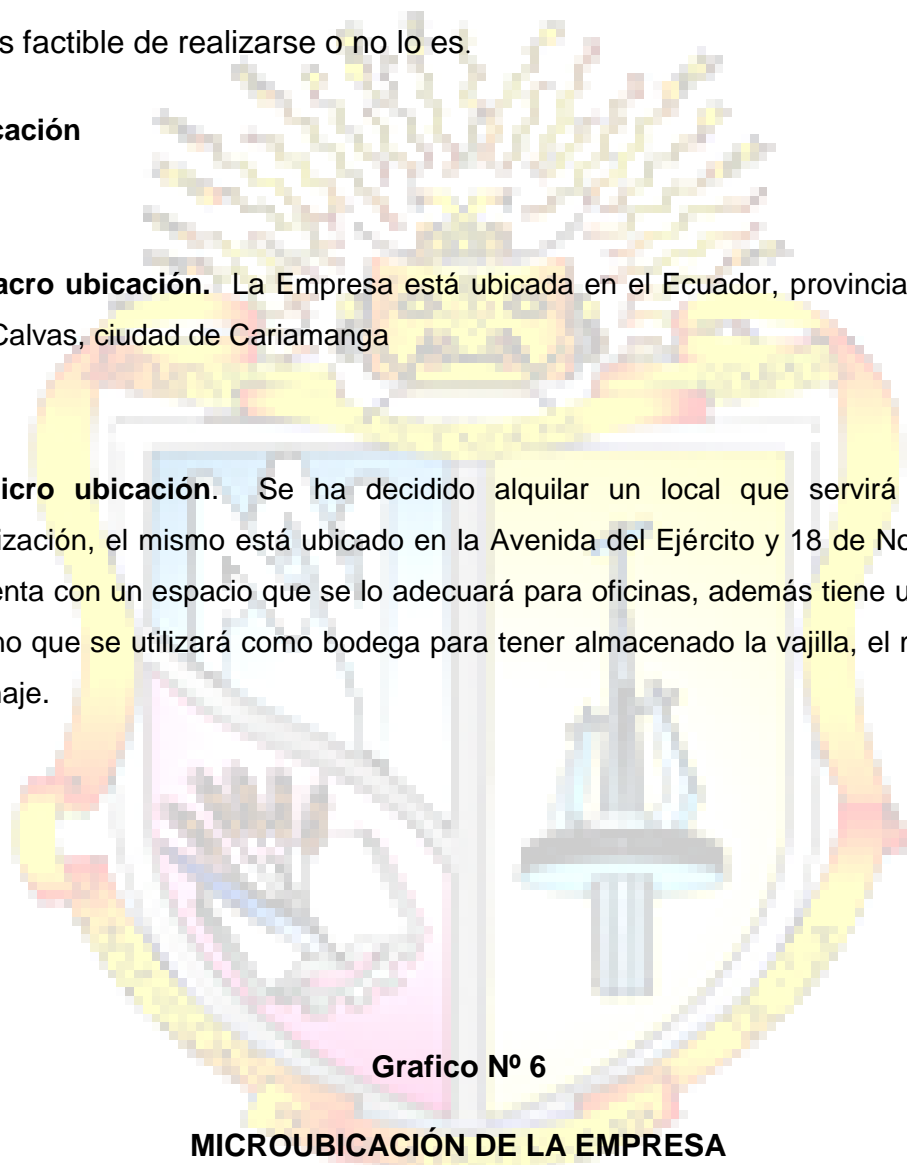 s factible de realizarse o no lo es.
cación
acro ubicación. La Empresa está ubicada en el Ecuador, provincia
Calvas, ciudad de Cariamanga
icro ubicación. Se ha decidido alquilar un local que servirá
ización, el mismo está ubicado en la Avenida del Ejército y 18 de No
enta con un espacio que se lo adecuará para oficinas, además tiene u
no que se utilizará como bodega para tener almacenado la vajilla, el
naje.
Grafico Nº 6
MICROUBICACIÓN DE LA EMPRESA